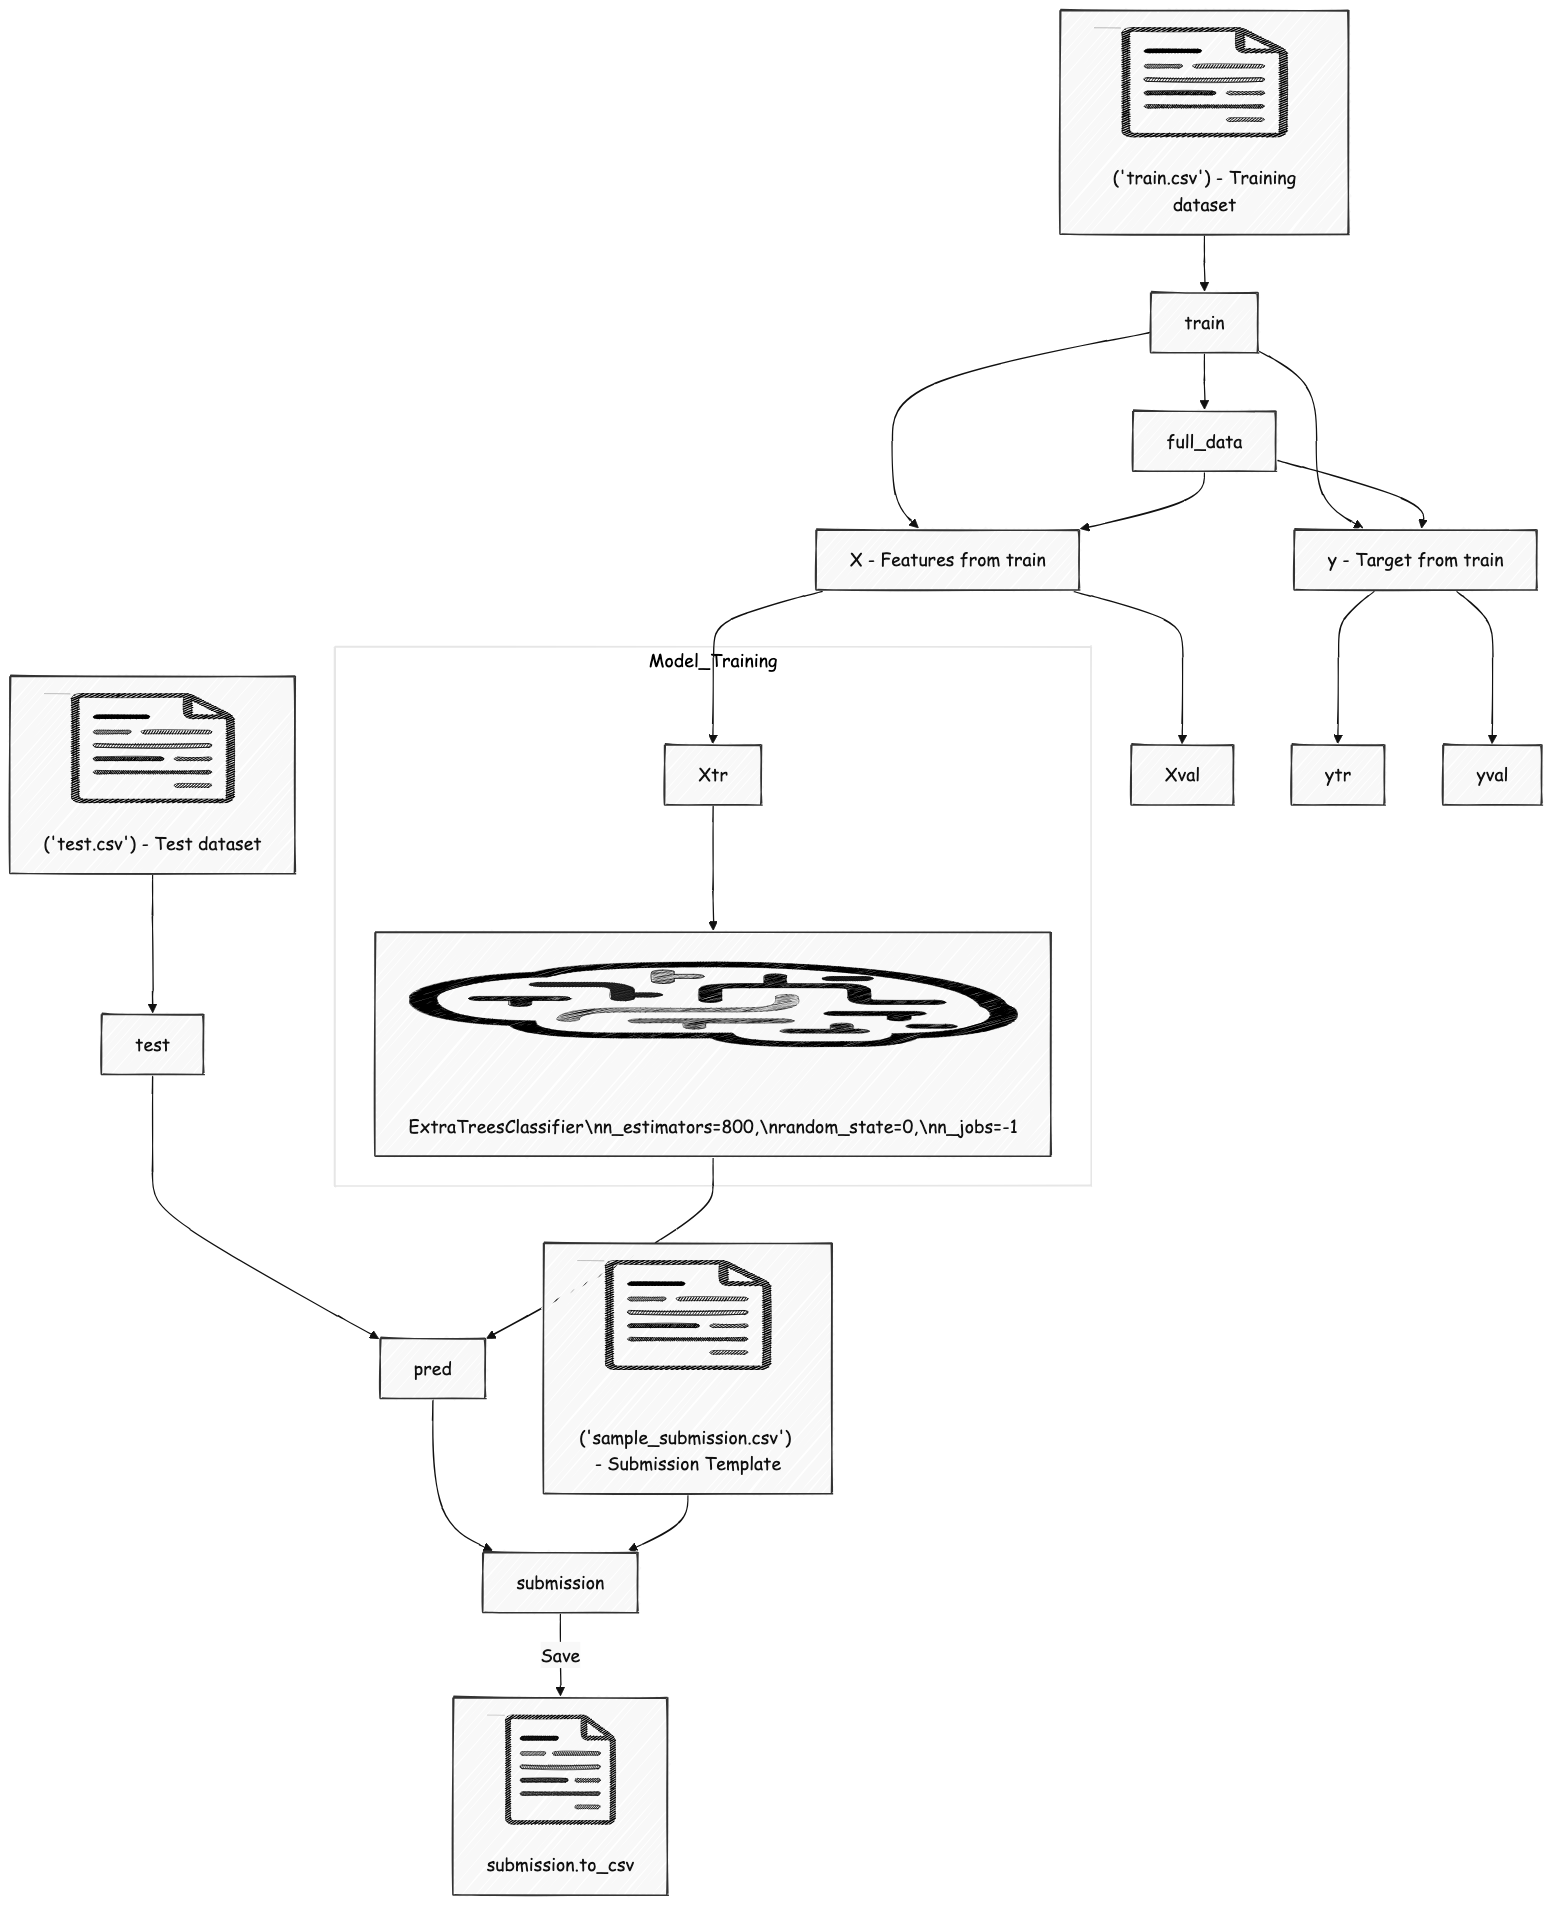 ('train.csv') - Training
dataset
train
full_data
X - Features from train
y - Target from train
Model_Training
Xtr
Xval
ytr
yval
('test.csv') - Test dataset
test
ExtraTreesClassifier\nn_estimators=800,\nrandom_state=0,\nn_jobs=-1
pred
('sample_submission.csv')
- Submission Template
submission
Save
submission.to_csv